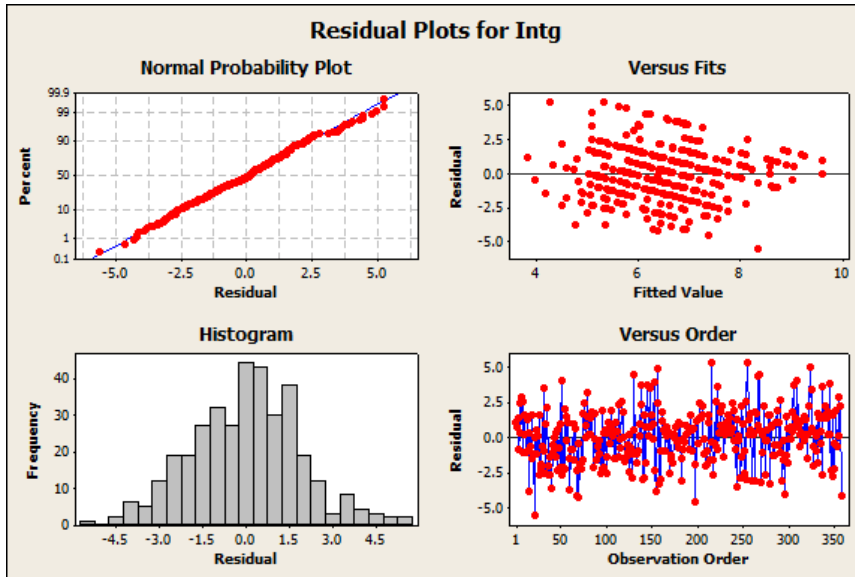 Residual Plots for Intg
Normal Probability Plot
99.9
99
90
50
10
1
0.1
Percent
-5.0 -2.5 0.0 2.5 5.0
Residual
Versus Fits
5.0
2.5
0.0
-2.5
-5.0
Residual
4 6 8 10
Fitted Value
Histogram
40
30
20
10
0
Frequency
-4.5 -3.0 -1.5 0.0 1.5 3.0 4.5
Residual
Versus Order
5.0
2.5
0.0
-2.5
-5.0
Residual
1 50 100 150 200 250 300 350
Observation Order